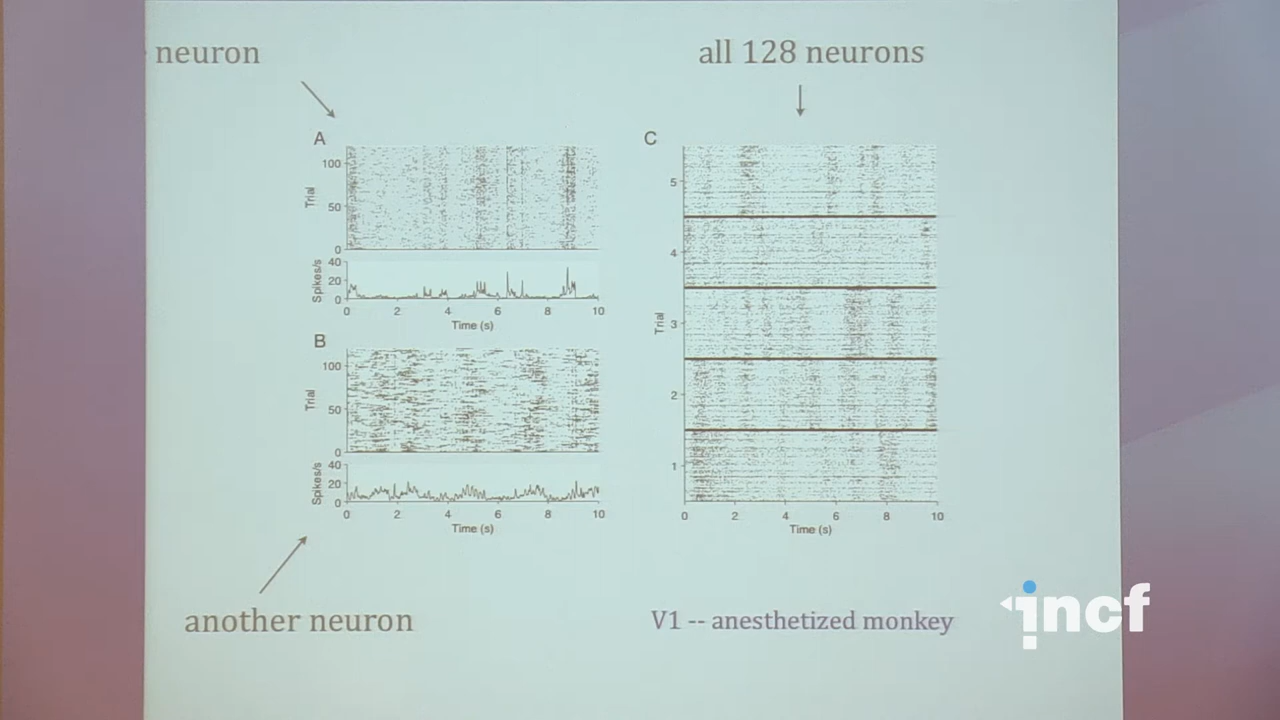 neuron
all 128 neurons
A
100
50
0
Trial
40
20
0
Spikes/s
0 2 4 6 8 10
Time (s)
B
100
50
0
Trial
40
20
0
Spikes/s
0 2 4 6 8 10
Time (s)
C
5
4
3
2
1
Trial
0 2 4 6 8 10
Time (s)
another neuron
V1 -- anesthetized monkey
incf